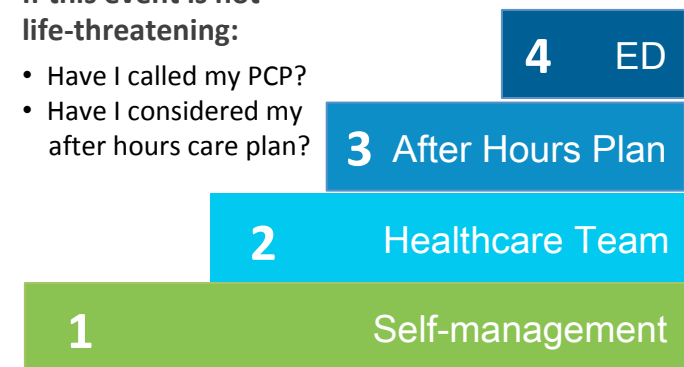 life-threatening:
• Have I called my PCP?
• Have I considered my
after hours care plan?
4 ED
3 After Hours Plan
2 Healthcare Team
1 Self-management